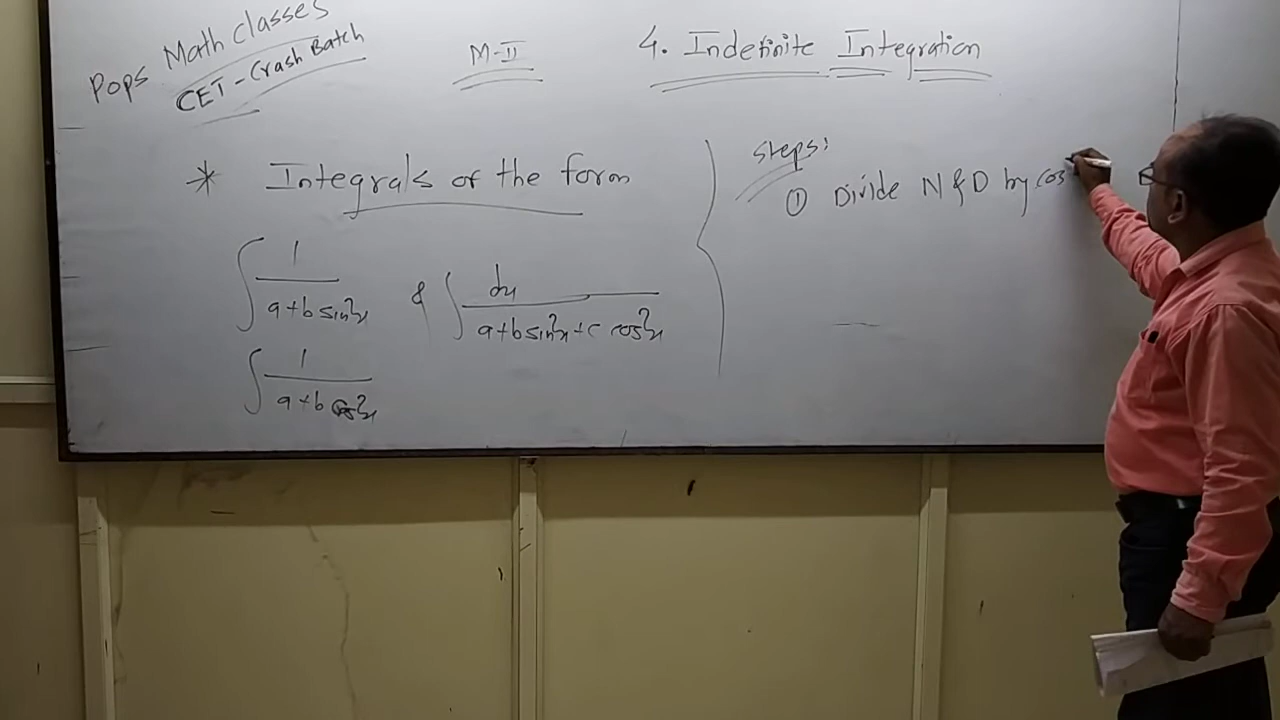 Pops Math Classes
CET - Crash Batch
M-II
4. Indefinite Integration
* Integrals of the form
∫ 1/(a+b sin²x) & ∫ dx/(a+b sin²x+c cos²x)
∫ 1/(a+b cos²x)
Steps:
① Divide N & D by cos